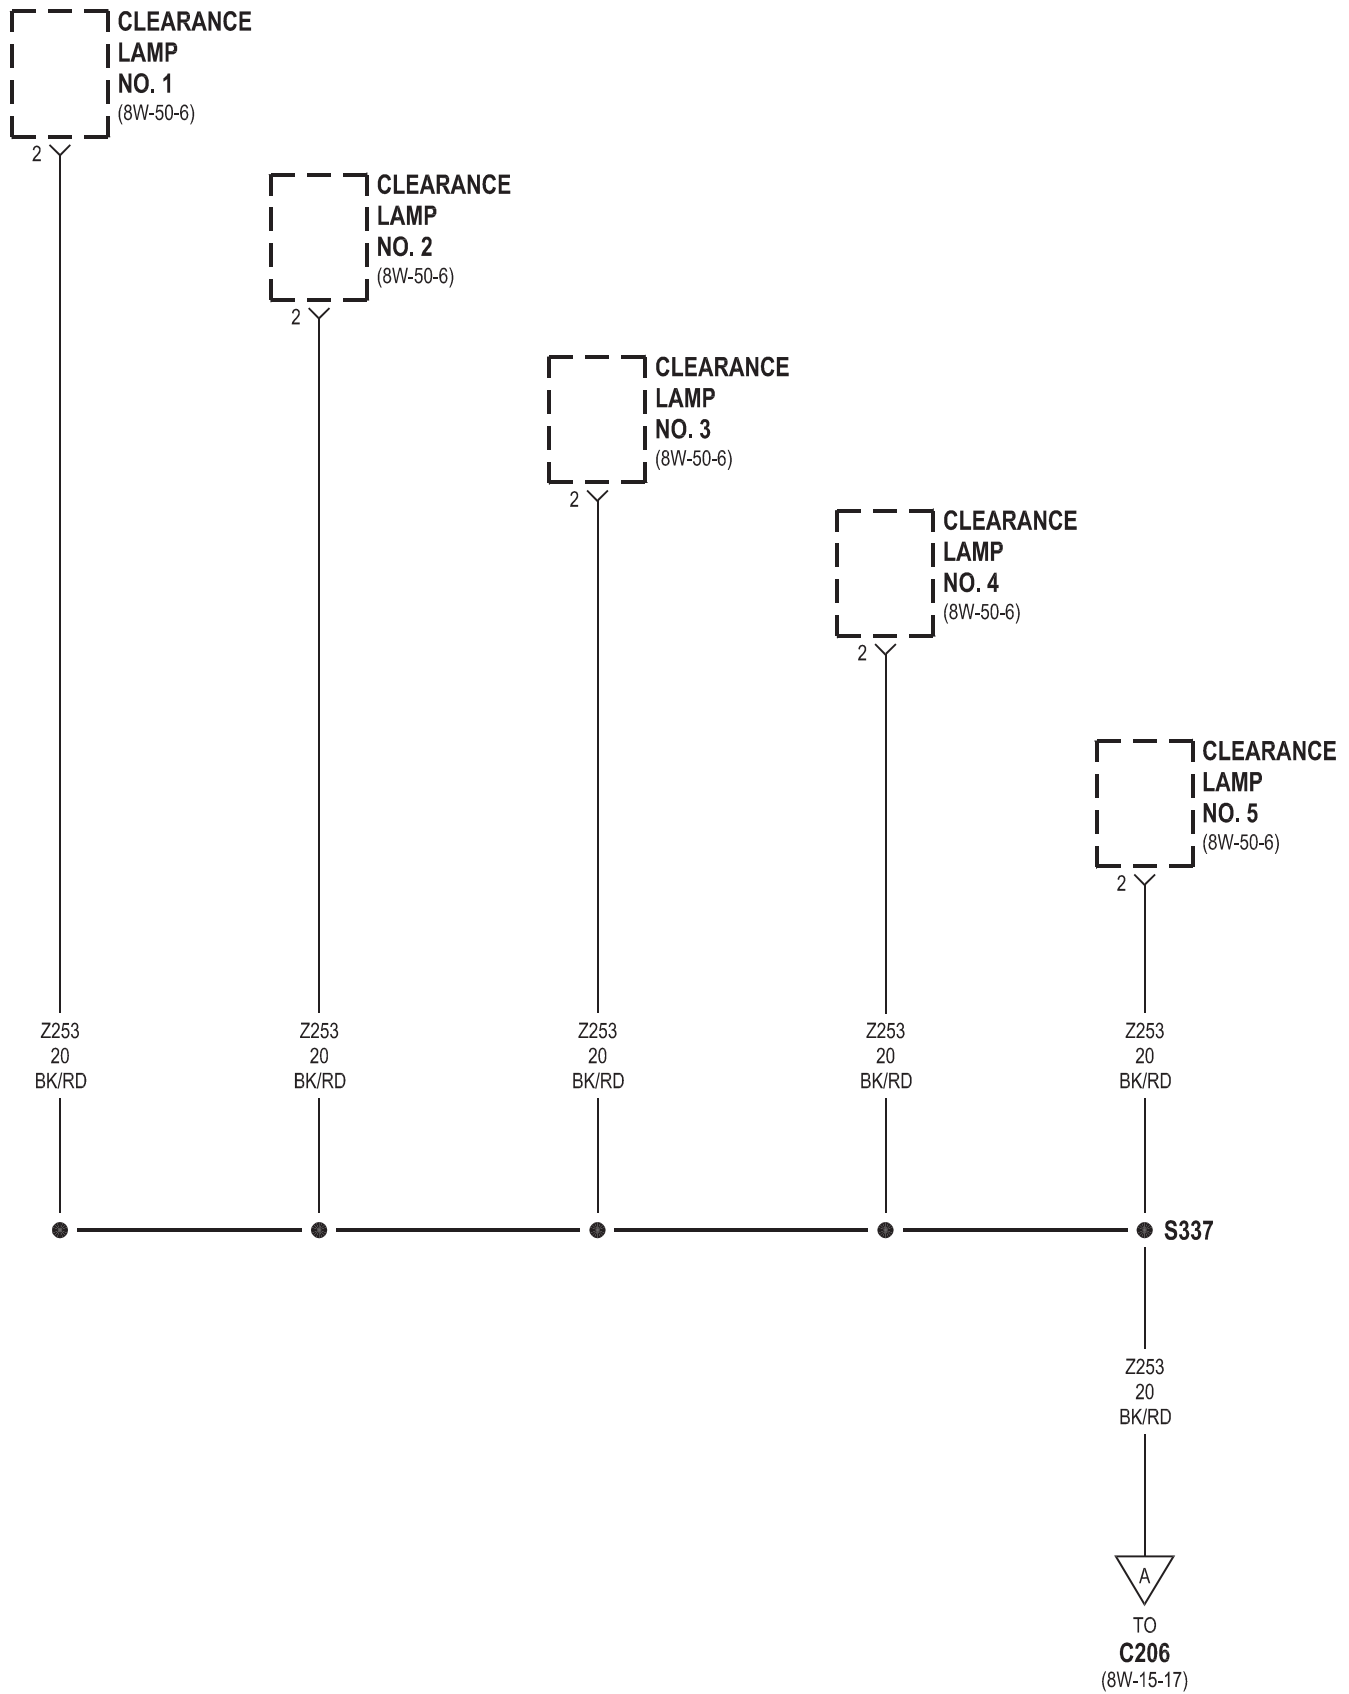 CLEARANCE
LAMP
NO. 1
(8W-50-6)
2
CLEARANCE
LAMP
NO. 2
(8W-50-6)
2
CLEARANCE
LAMP
NO. 3
(8W-50-6)
2
CLEARANCE
LAMP
NO. 4
(8W-50-6)
2
CLEARANCE
LAMP
NO. 5
(8W-50-6)
2
Z253
20
BK/RD
Z253
20
BK/RD
Z253
20
BK/RD
Z253
20
BK/RD
Z253
20
BK/RD
S337
Z253
20
BK/RD
A
TO
C206
(8W-15-17)